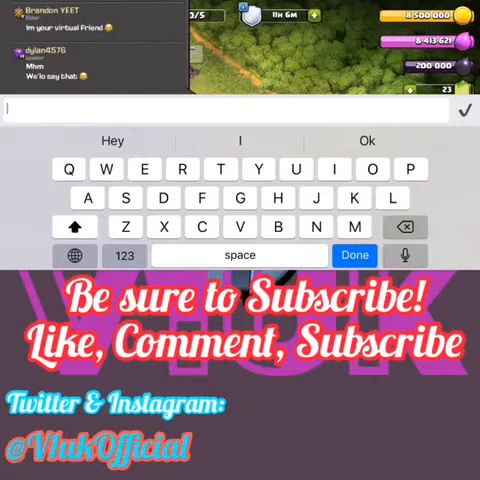 Brandon YEET
Elder
Im your virtual friend 😂
dylan4576
Mhm
We'lo say that 😂
0/5
11H 6M
8 500 000
8 413 621
200 000
23
Hey I Ok
Q W E R T Y U I O P
A S D F G H J K L
Z X C V B N M
123 space Done
VluK
Be sure to Subscribe!
Like, Comment, Subscribe
Twitter & Instagram:
@VlukOfficial